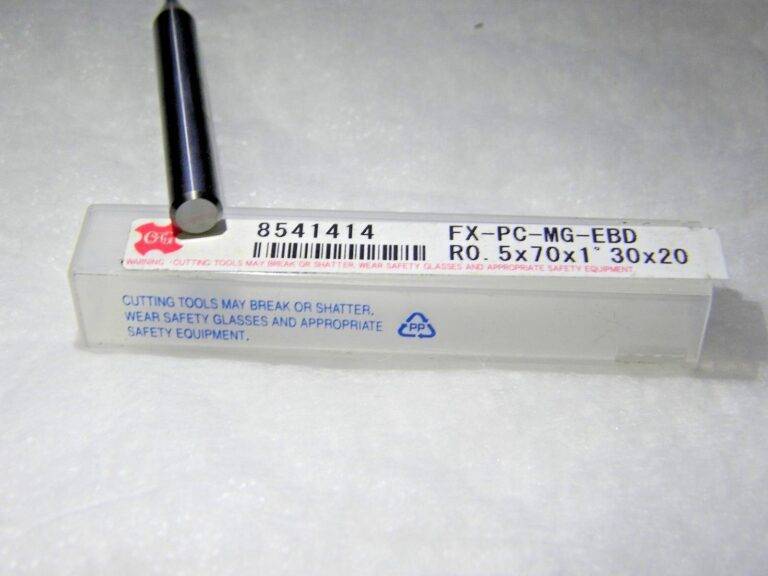 OSG
8541414 FX-PC-MG-EBD
R0.5x70x1°30x20
WARNING · CUTTING TOOLS MAY BREAK OR SHATTER. WEAR SAFETY GLASSES AND APPROPRIATE SAFETY EQUIPMENT.
CUTTING TOOLS MAY BREAK OR SHATTER.
WEAR SAFETY GLASSES AND APPROPRIATE
SAFETY EQUIPMENT.
PP